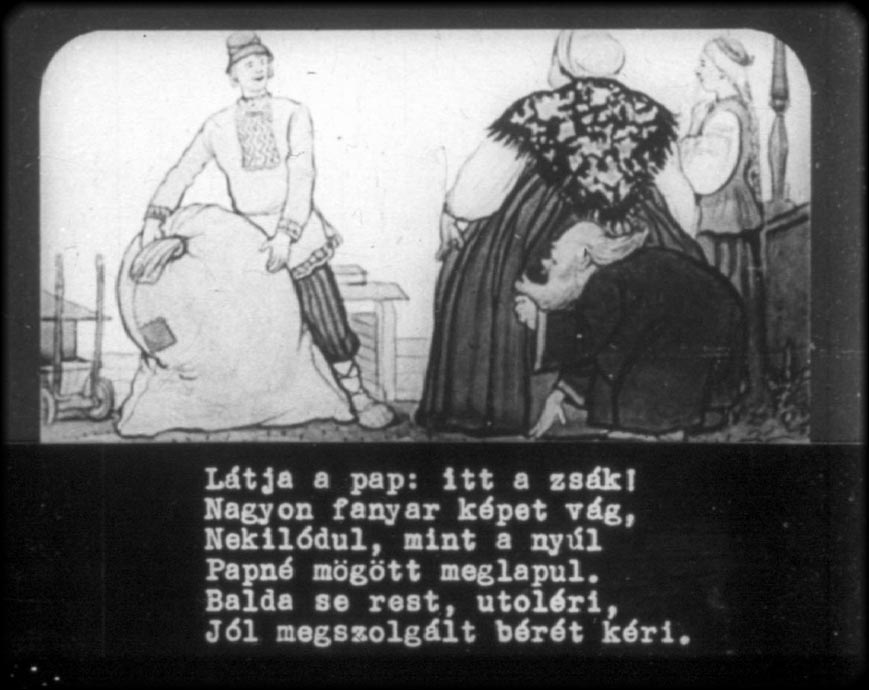 Látja a pap: itt a zsák!
Nagyon fanyar képet vág,
Nekilódul, mint a nyúl
Papné mögött meglapul.
Balda se rest, utoléri,
Jól megszolgált bérét kéri.